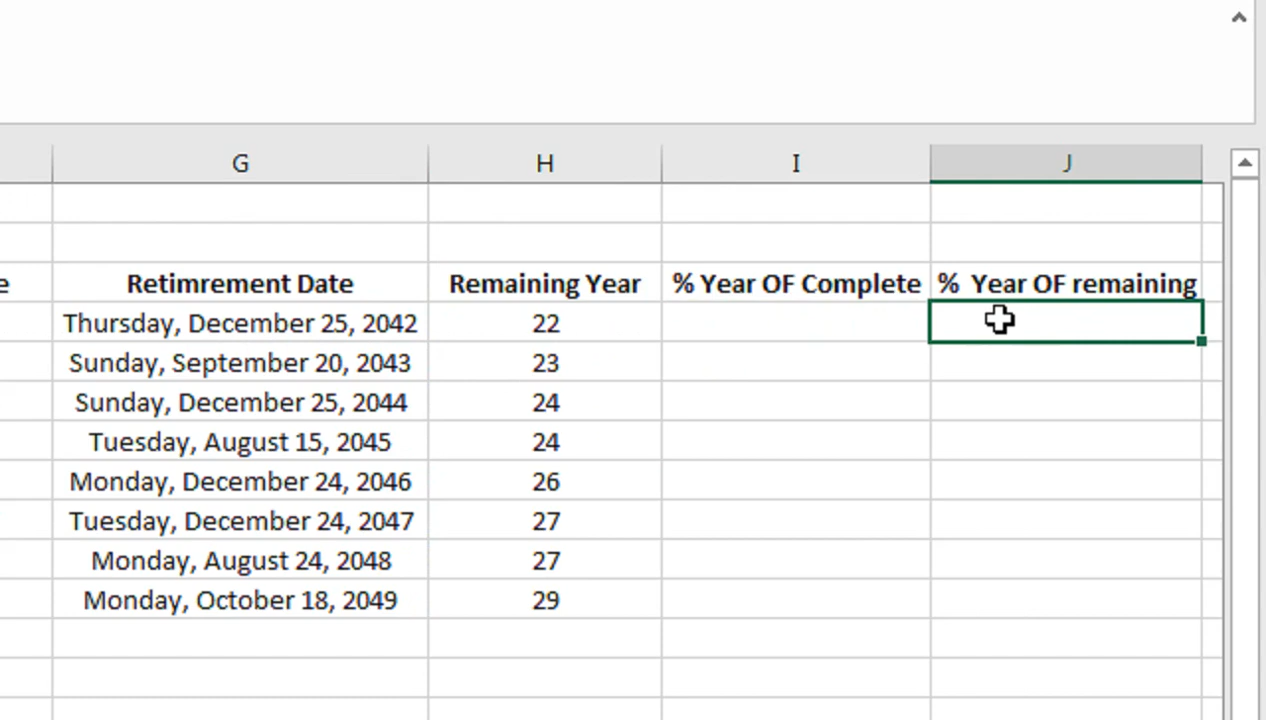 G H I J
e Retimrement Date Remaining Year % Year OF Complete % Year OF remaining
Thursday, December 25, 2042 22
Sunday, September 20, 2043 23
Sunday, December 25, 2044 24
Tuesday, August 15, 2045 24
Monday, December 24, 2046 26
Tuesday, December 24, 2047 27
Monday, August 24, 2048 27
Monday, October 18, 2049 29